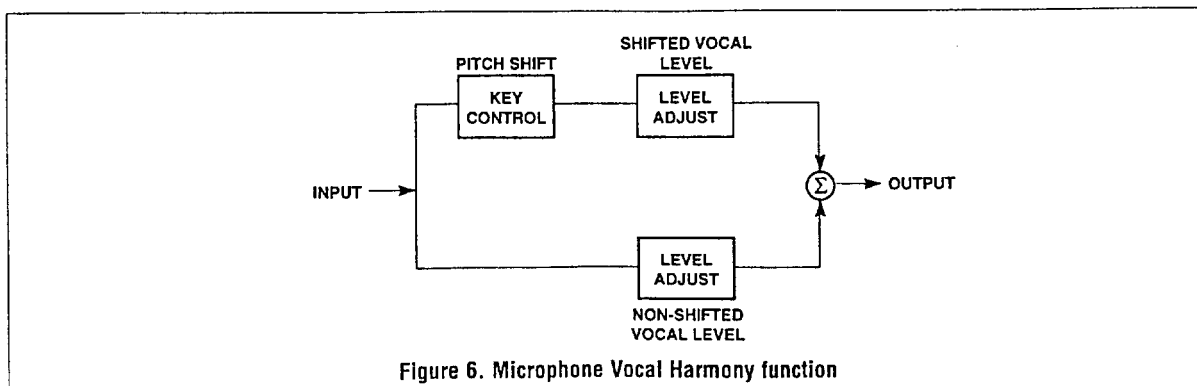 PITCH SHIFT
KEY
CONTROL
SHIFTED VOCAL
LEVEL
LEVEL
ADJUST
INPUT
Σ
OUTPUT
LEVEL
ADJUST
NON-SHIFTED
VOCAL LEVEL
Figure 6. Microphone Vocal Harmony function